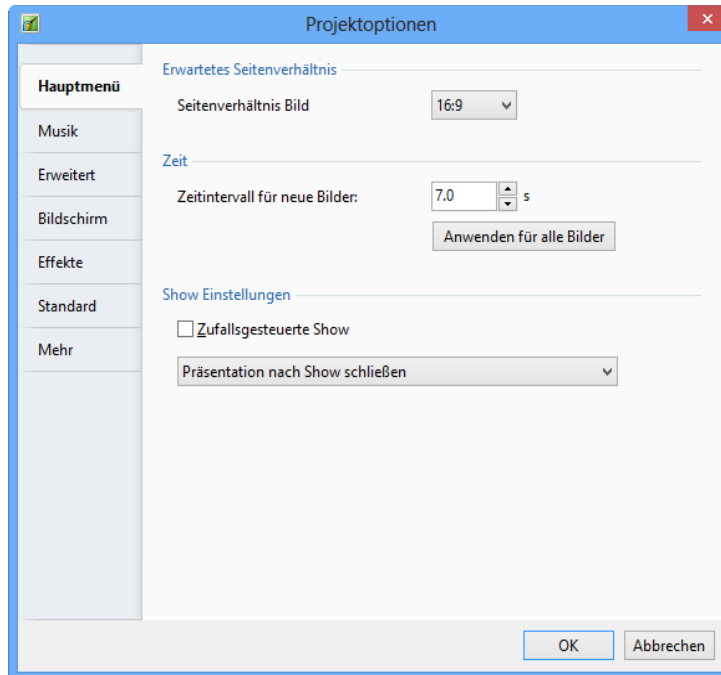 Projektoptionen
Hauptmenü
Musik
Erweitert
Bildschirm
Effekte
Standard
Mehr
Erwartetes Seitenverhältnis
Seitenverhältnis Bild 16:9
Zeit
Zeitintervall für neue Bilder: 7.0 s
Anwenden für alle Bilder
Show Einstellungen
Zufallsgesteuerte Show
Präsentation nach Show schließen
OK Abbrechen